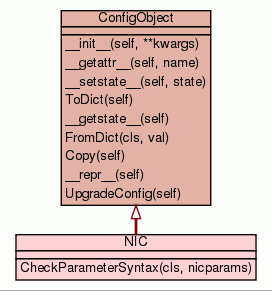 ConfigObject
__init__(self, **kwargs)
__getattr__(self, name)
__setstate__(self, state)
ToDict(self)
__getstate__(self)
FromDict(cls, val)
Copy(self)
__repr__(self)
UpgradeConfig(self)
NIC
CheckParameterSyntax(cls, nicparams)